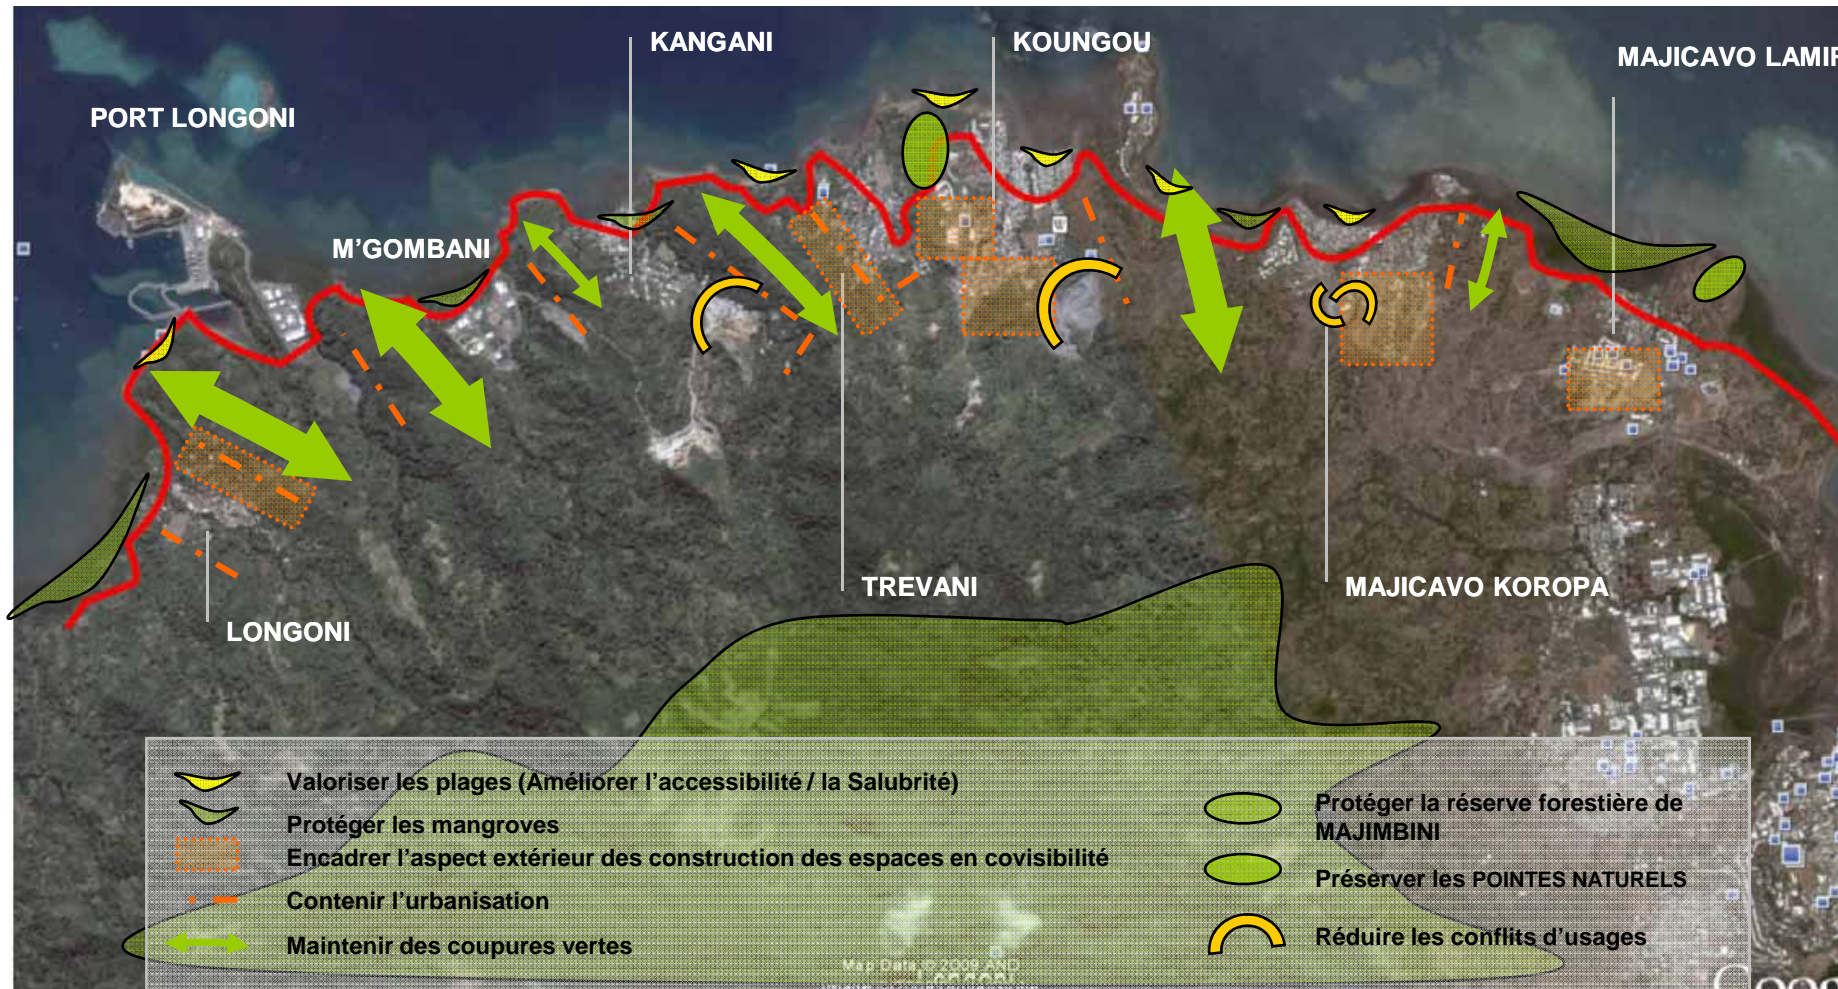 KANGANI
KOUNGOU
MAJICAVO LAMIR
PORT LONGONI
M’GOMBANI
TREVANI
MAJICAVO KOROPA
LONGONI
Valoriser les plages (Améliorer l’accessibilité / la Salubrité)
Protéger les mangroves
Encadrer l’aspect extérieur des construction des espaces en covisibilité
Contenir l’urbanisation
Maintenir des coupures vertes
Protéger la réserve forestière de
MAJIMBINI
Préserver les POINTES NATURELS
Réduire les conflits d’usages
Map Data © 2009 AND